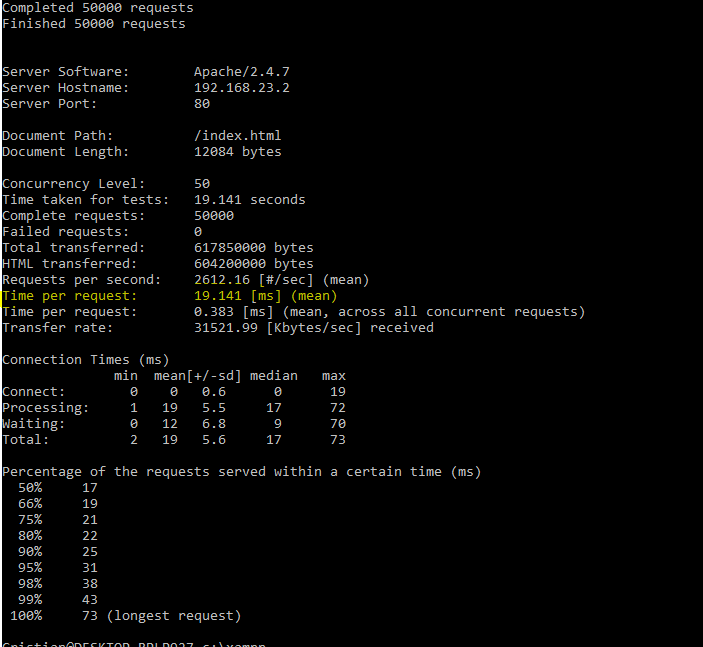 Completed 50000 requests
Finished 50000 requests
Server Software: Apache/2.4.7
Server Hostname: 192.168.23.2
Server Port: 80
Document Path: /index.html
Document Length: 12084 bytes
Concurrency Level: 50
Time taken for tests: 19.141 seconds
Complete requests: 50000
Failed requests: 0
Total transferred: 617850000 bytes
HTML transferred: 604200000 bytes
Requests per second: 2612.16 [#/sec] (mean)
Time per request: 19.141 [ms] (mean)
Time per request: 0.383 [ms] (mean, across all concurrent requests)
Transfer rate: 31521.99 [Kbytes/sec] received
Connection Times (ms)
min mean[+/-sd] median max
Connect: 0 0 0.6 0 19
Processing: 1 19 5.5 17 72
Waiting: 0 12 6.8 9 70
Total: 2 19 5.6 17 73
Percentage of the requests served within a certain time (ms)
50% 17
66% 19
75% 21
80% 22
90% 25
95% 31
98% 38
99% 43
100% 73 (longest request)